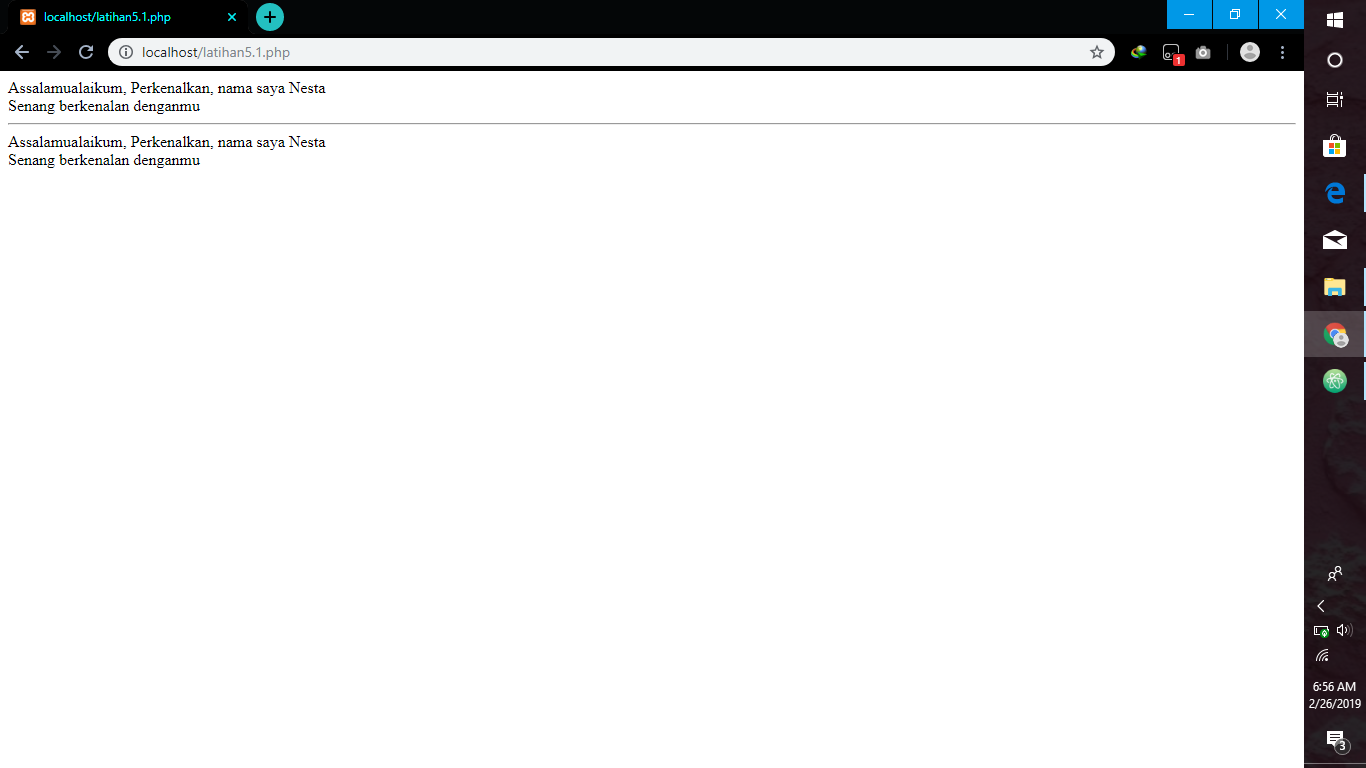 localhost/latihan5.1.php
localhost/latihan5.1.php
1
Assalamualaikum, Perkenalkan, nama saya Nesta
Senang berkenalan denganmu
Assalamualaikum, Perkenalkan, nama saya Nesta
Senang berkenalan denganmu
6:56 AM
2/26/2019
3